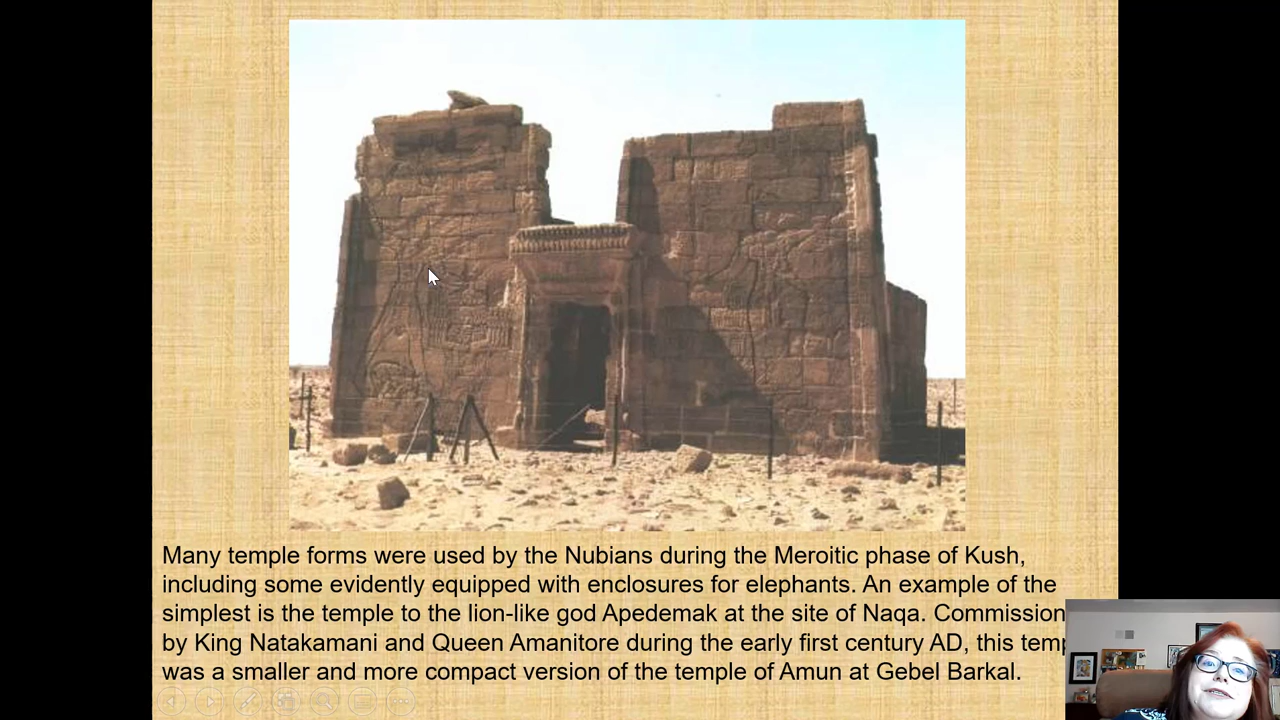 Many temple forms were used by the Nubians during the Meroitic phase of Kush,
including some evidently equipped with enclosures for elephants. An example of the
simplest is the temple to the lion-like god Apedemak at the site of Naqa. Commission
by King Natakamani and Queen Amanitore during the early first century AD, this temp
was a smaller and more compact version of the temple of Amun at Gebel Barkal.